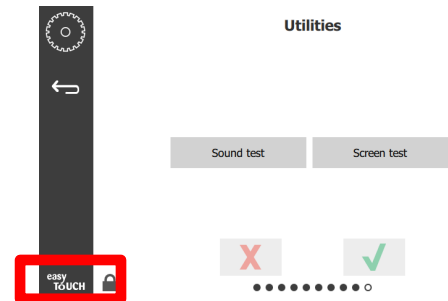 Utilities
Sound test
Screen test
easy
TOUCH